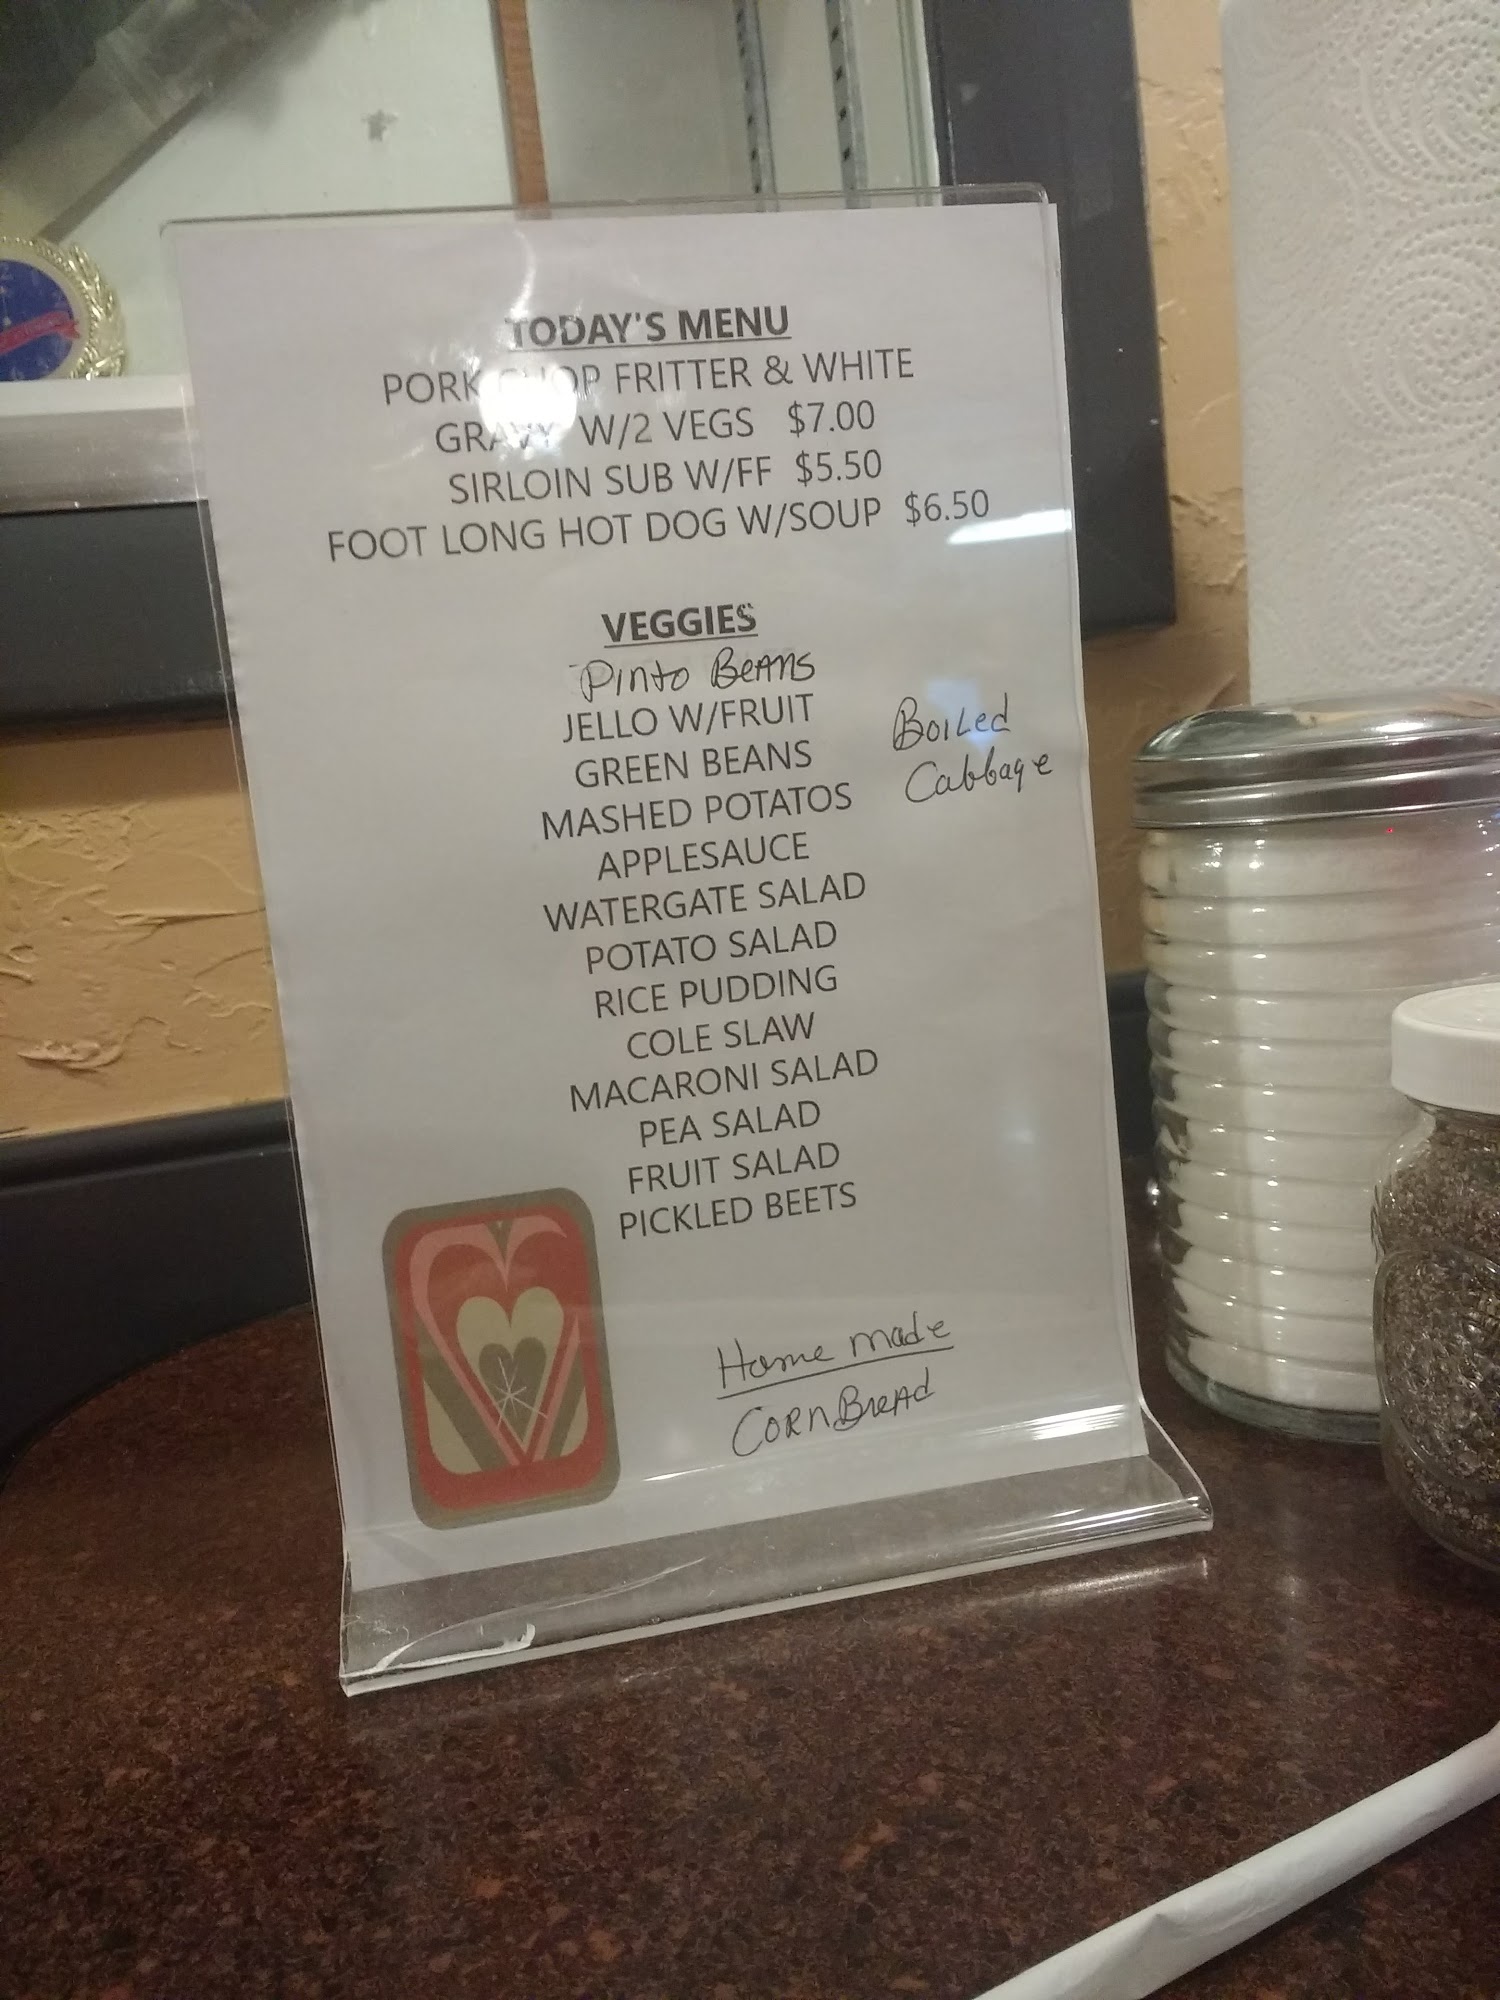 TODAY'S MENU
PORK CHOP FRITTER & WHITE
GRAVY W/2 VEGS $7.00
SIRLOIN SUB W/FF $5.50
FOOT LONG HOT DOG W/SOUP $6.50
VEGGIES
Pinto Beans
JELLO W/FRUIT
GREEN BEANS
MASHED POTATOS
APPLESAUCE
WATERGATE SALAD
POTATO SALAD
RICE PUDDING
COLE SLAW
MACARONI SALAD
PEA SALAD
FRUIT SALAD
PICKLED BEETS
Boiled
Cabbage
Home made
Corn Bread